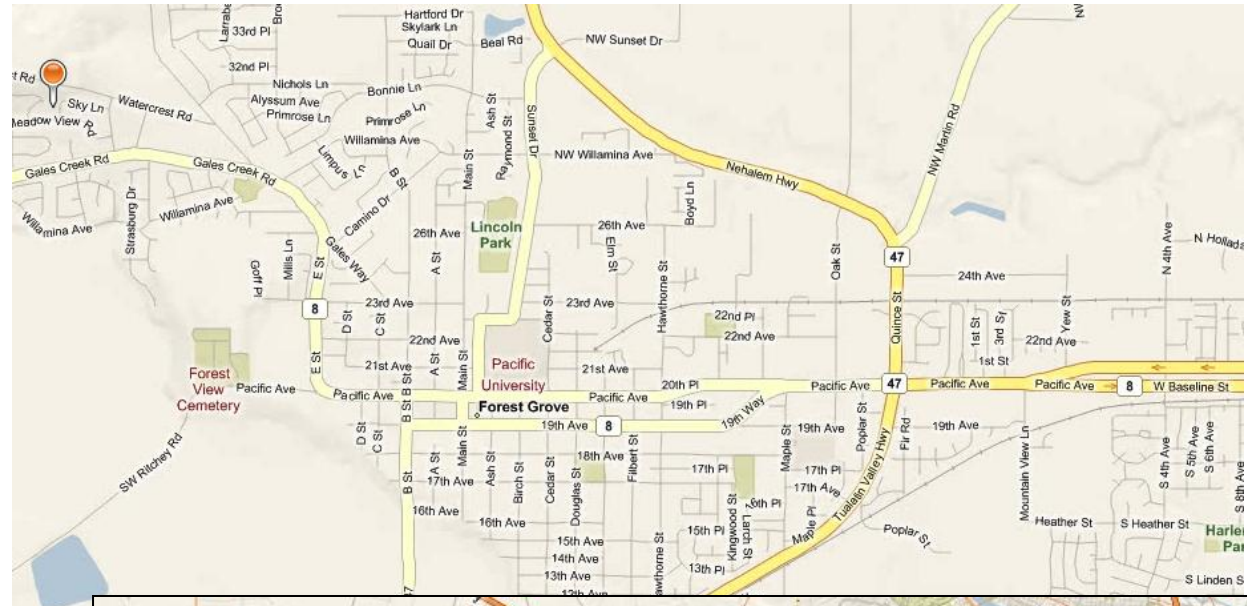 Hartford Dr
Skylark Ln
Quail Dr
Beal Rd
NW Sunset Dr
33rd Pl
32nd Pl
Nichols Ln
Bonnie Ln
Alyssum Ave
Primrose Ln
Primrose Ln
Sky Ln
Watercrest Rd
Meadow View Rd
Willamina Ave
NW Willamina Ave
Limpus Ln
B St
Main St
Ash St
Raymond St
Sunset Dr
Nehalem Hwy
NW Martin Rd
Gales Creek Rd
Gales Creek Rd
Willamina Ave
Willamina Ave
Strasburg Dr
Camino Dr
Gales Way
26th Ave
A St
Lincoln
Park
26th Ave
Elm St
Boyd Ln
Hawthorne St
Oak St
47
N 4th Ave
24th Ave
Goff Pl
Mills Ln
E St
8
23rd Ave
D St
C St
22nd Ave
23rd Ave
Cedar St
22nd Pl
22nd Ave
Quince St
1st St
3rd St
22nd Ave
Yew St
1st St
Forest
View
Cemetery
Pacific Ave
E St
Pacific Ave
21st Ave
B St
B St
A St
Main St
Pacific
University
21st Ave
Pacific Ave
20th Pl
19th Pl
Pacific Ave
47
Pacific Ave
Pacific Ave
8
W Baseline St
Forest Grove
19th Ave
8
19th Way
19th Ave
Maple St
Poplar St
Fir Rd
19th Ave
SW Ritchey Rd
D St
C St
B St
A St
Main St
17th Ave
16th Ave
Ash St
Birch St
Cedar St
Douglas St
Filbert St
18th Ave
16th Ave
15th Ave
14th Ave
13th Ave
17th Pl
17th Pl
17th Ave
15th Pl
13th Pl
Kingwood St
Larch St
Maple Pl
Tualatin Valley Hwy
Poplar St
Mountain View Ln
Heather St
S Heather St
S 4th Ave
S 5th Ave
S 6th Ave
S 8th Ave
S Linden S